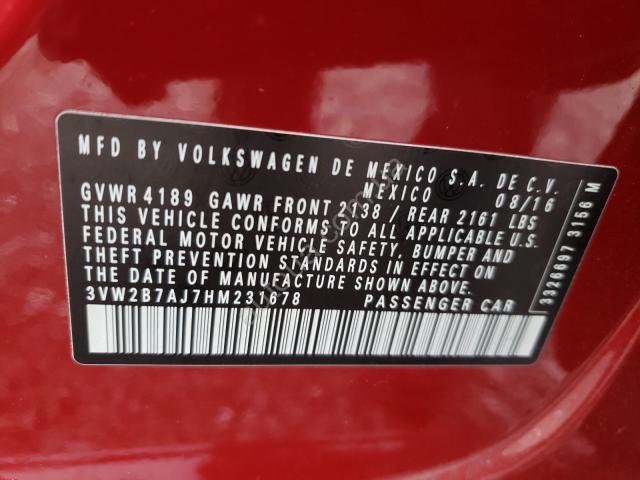 MFD BY VOLKSWAGEN DE MEXICO S.A. DE C.V.
MEXICO 08/16
GVWR 4189 GAWR FRONT 2138 / REAR 2161 LBS
THIS VEHICLE CONFORMS TO ALL APPLICABLE U.S.
FEDERAL MOTOR VEHICLE SAFETY, BUMPER AND
THEFT PREVENTION STANDARDS IN EFFECT ON
THE DATE OF MANUFACTURE SHOWN ABOVE.
3VW2B7AJ7HM231678 PASSENGER CAR
3326697 3156 M